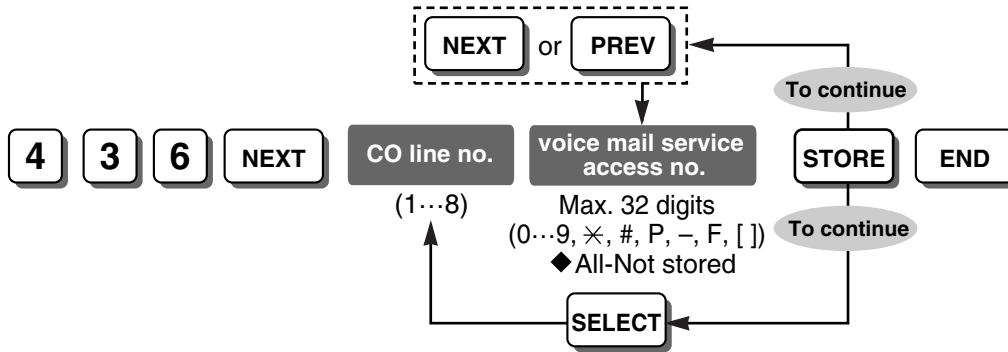 NEXT or PREV
To continue
4 3 6 NEXT CO line no. voice mail service access no. STORE END
(1···8)
Max. 32 digits
(0···9, ✳, #, P, –, F, [ ])
◆All-Not stored
To continue
SELECT